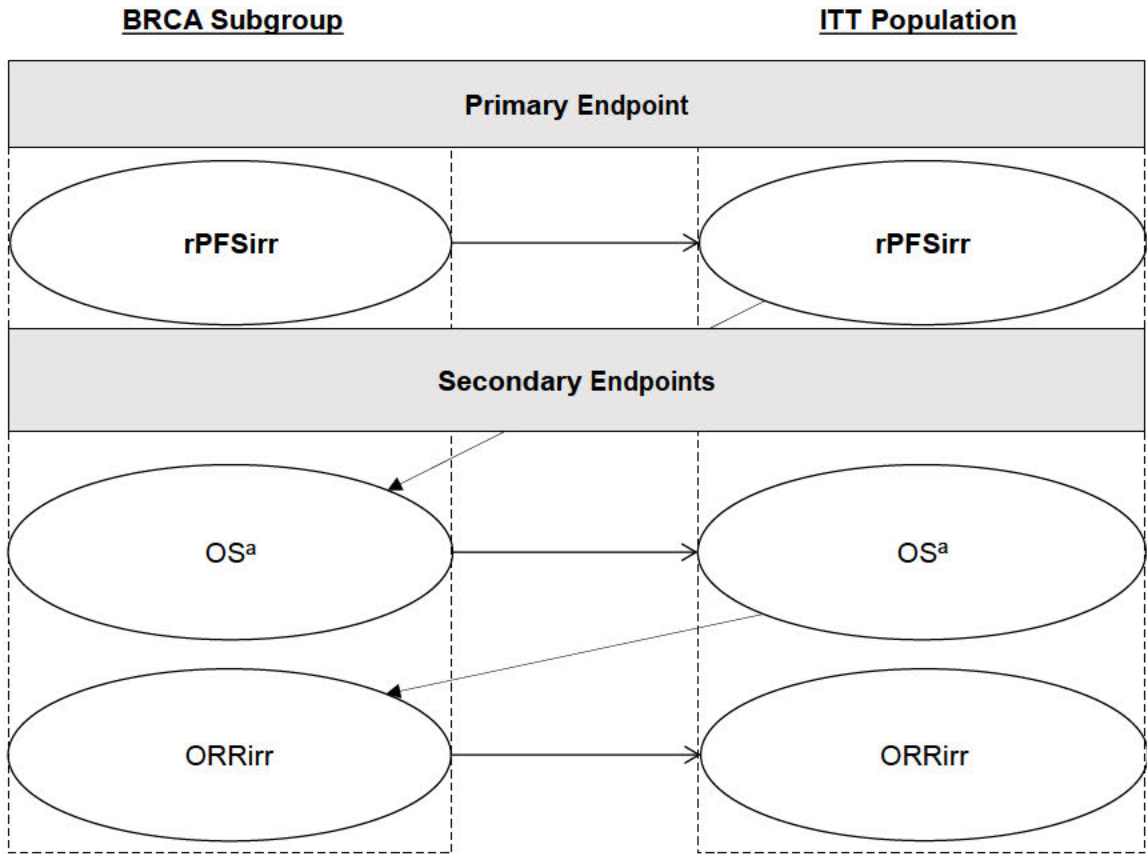 BRCA Subgroup ITT Population
Primary Endpoint
rPFSirr rPFSirr
Secondary Endpoints
OSª OSª
ORRirr ORRirr